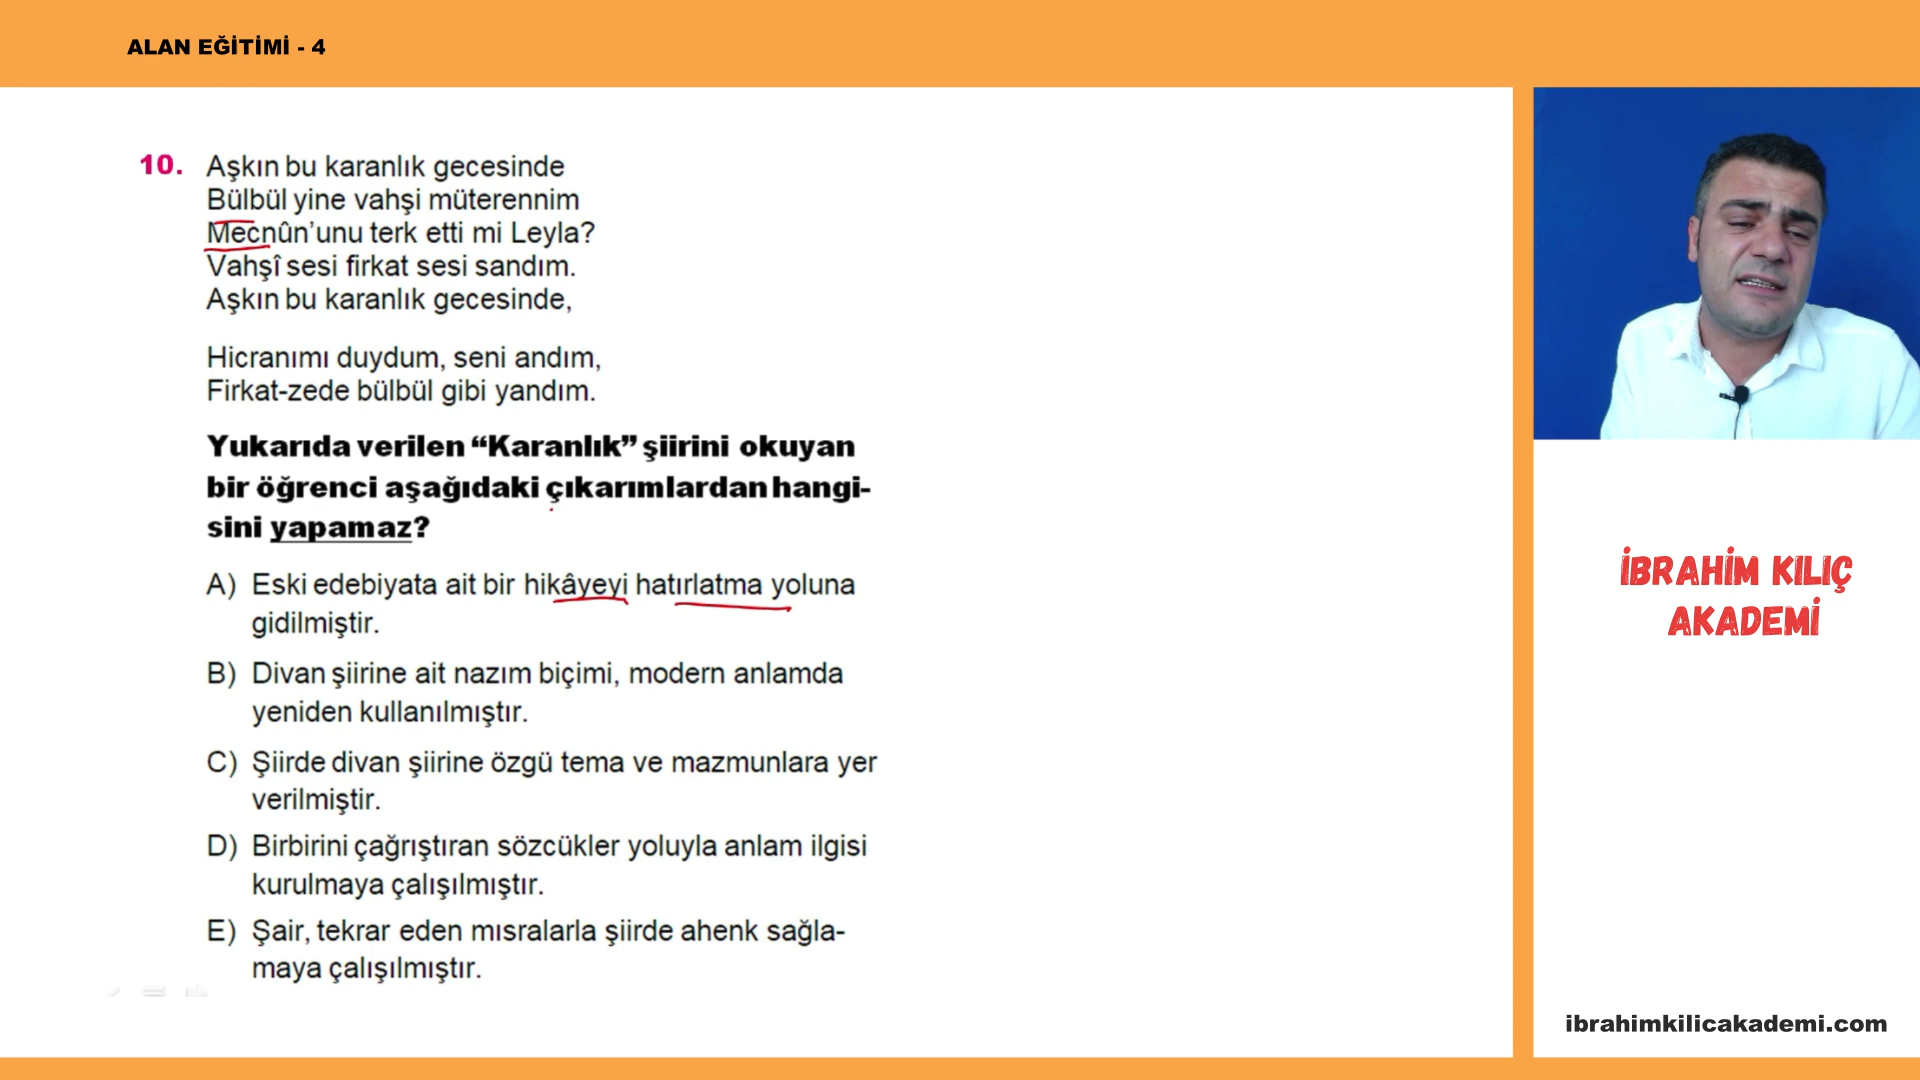 ALAN EĞİTİMİ - 4
10. Aşkın bu karanlık gecesinde
Bülbül yine vahşi müterennim
Mecnûn’unu terk etti mi Leyla?
Vahşî sesi firkat sesi sandım.
Aşkın bu karanlık gecesinde,
Hicranımı duydum, seni andım,
Firkat-zede bülbül gibi yandım.
Yukarıda verilen “Karanlık” şiirini okuyan
bir öğrenci aşağıdaki çıkarımlardan hangi-
sini yapamaz?
A) Eski edebiyata ait bir hikâyeyi hatırlatma yoluna
gidilmiştir.
B) Divan şiirine ait nazım biçimi, modern anlamda
yeniden kullanılmıştır.
C) Şiirde divan şiirine özgü tema ve mazmunlara yer
verilmiştir.
D) Birbirini çağrıştıran sözcükler yoluyla anlam ilgisi
kurulmaya çalışılmıştır.
E) Şair, tekrar eden mısralarla şiirde ahenk sağla-
maya çalışılmıştır.
İBRAHİM KILIÇ
AKADEMİ
ibrahimkilicakademi.com